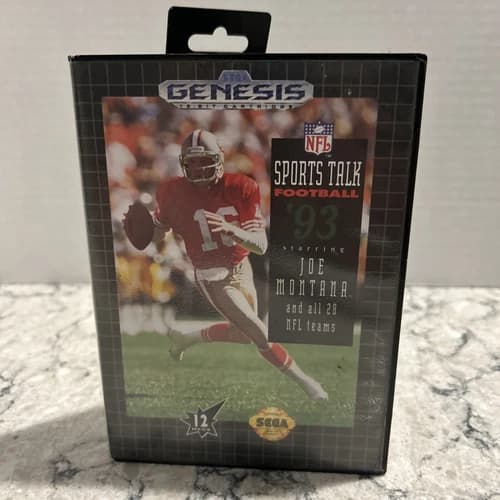 SEGA
GENESIS
16-BIT CARTRIDGE
NFL
SPORTS TALK
FOOTBALL
'93
starring
JOE
MONTANA
and all 28
NFL teams
16
12
SEGA